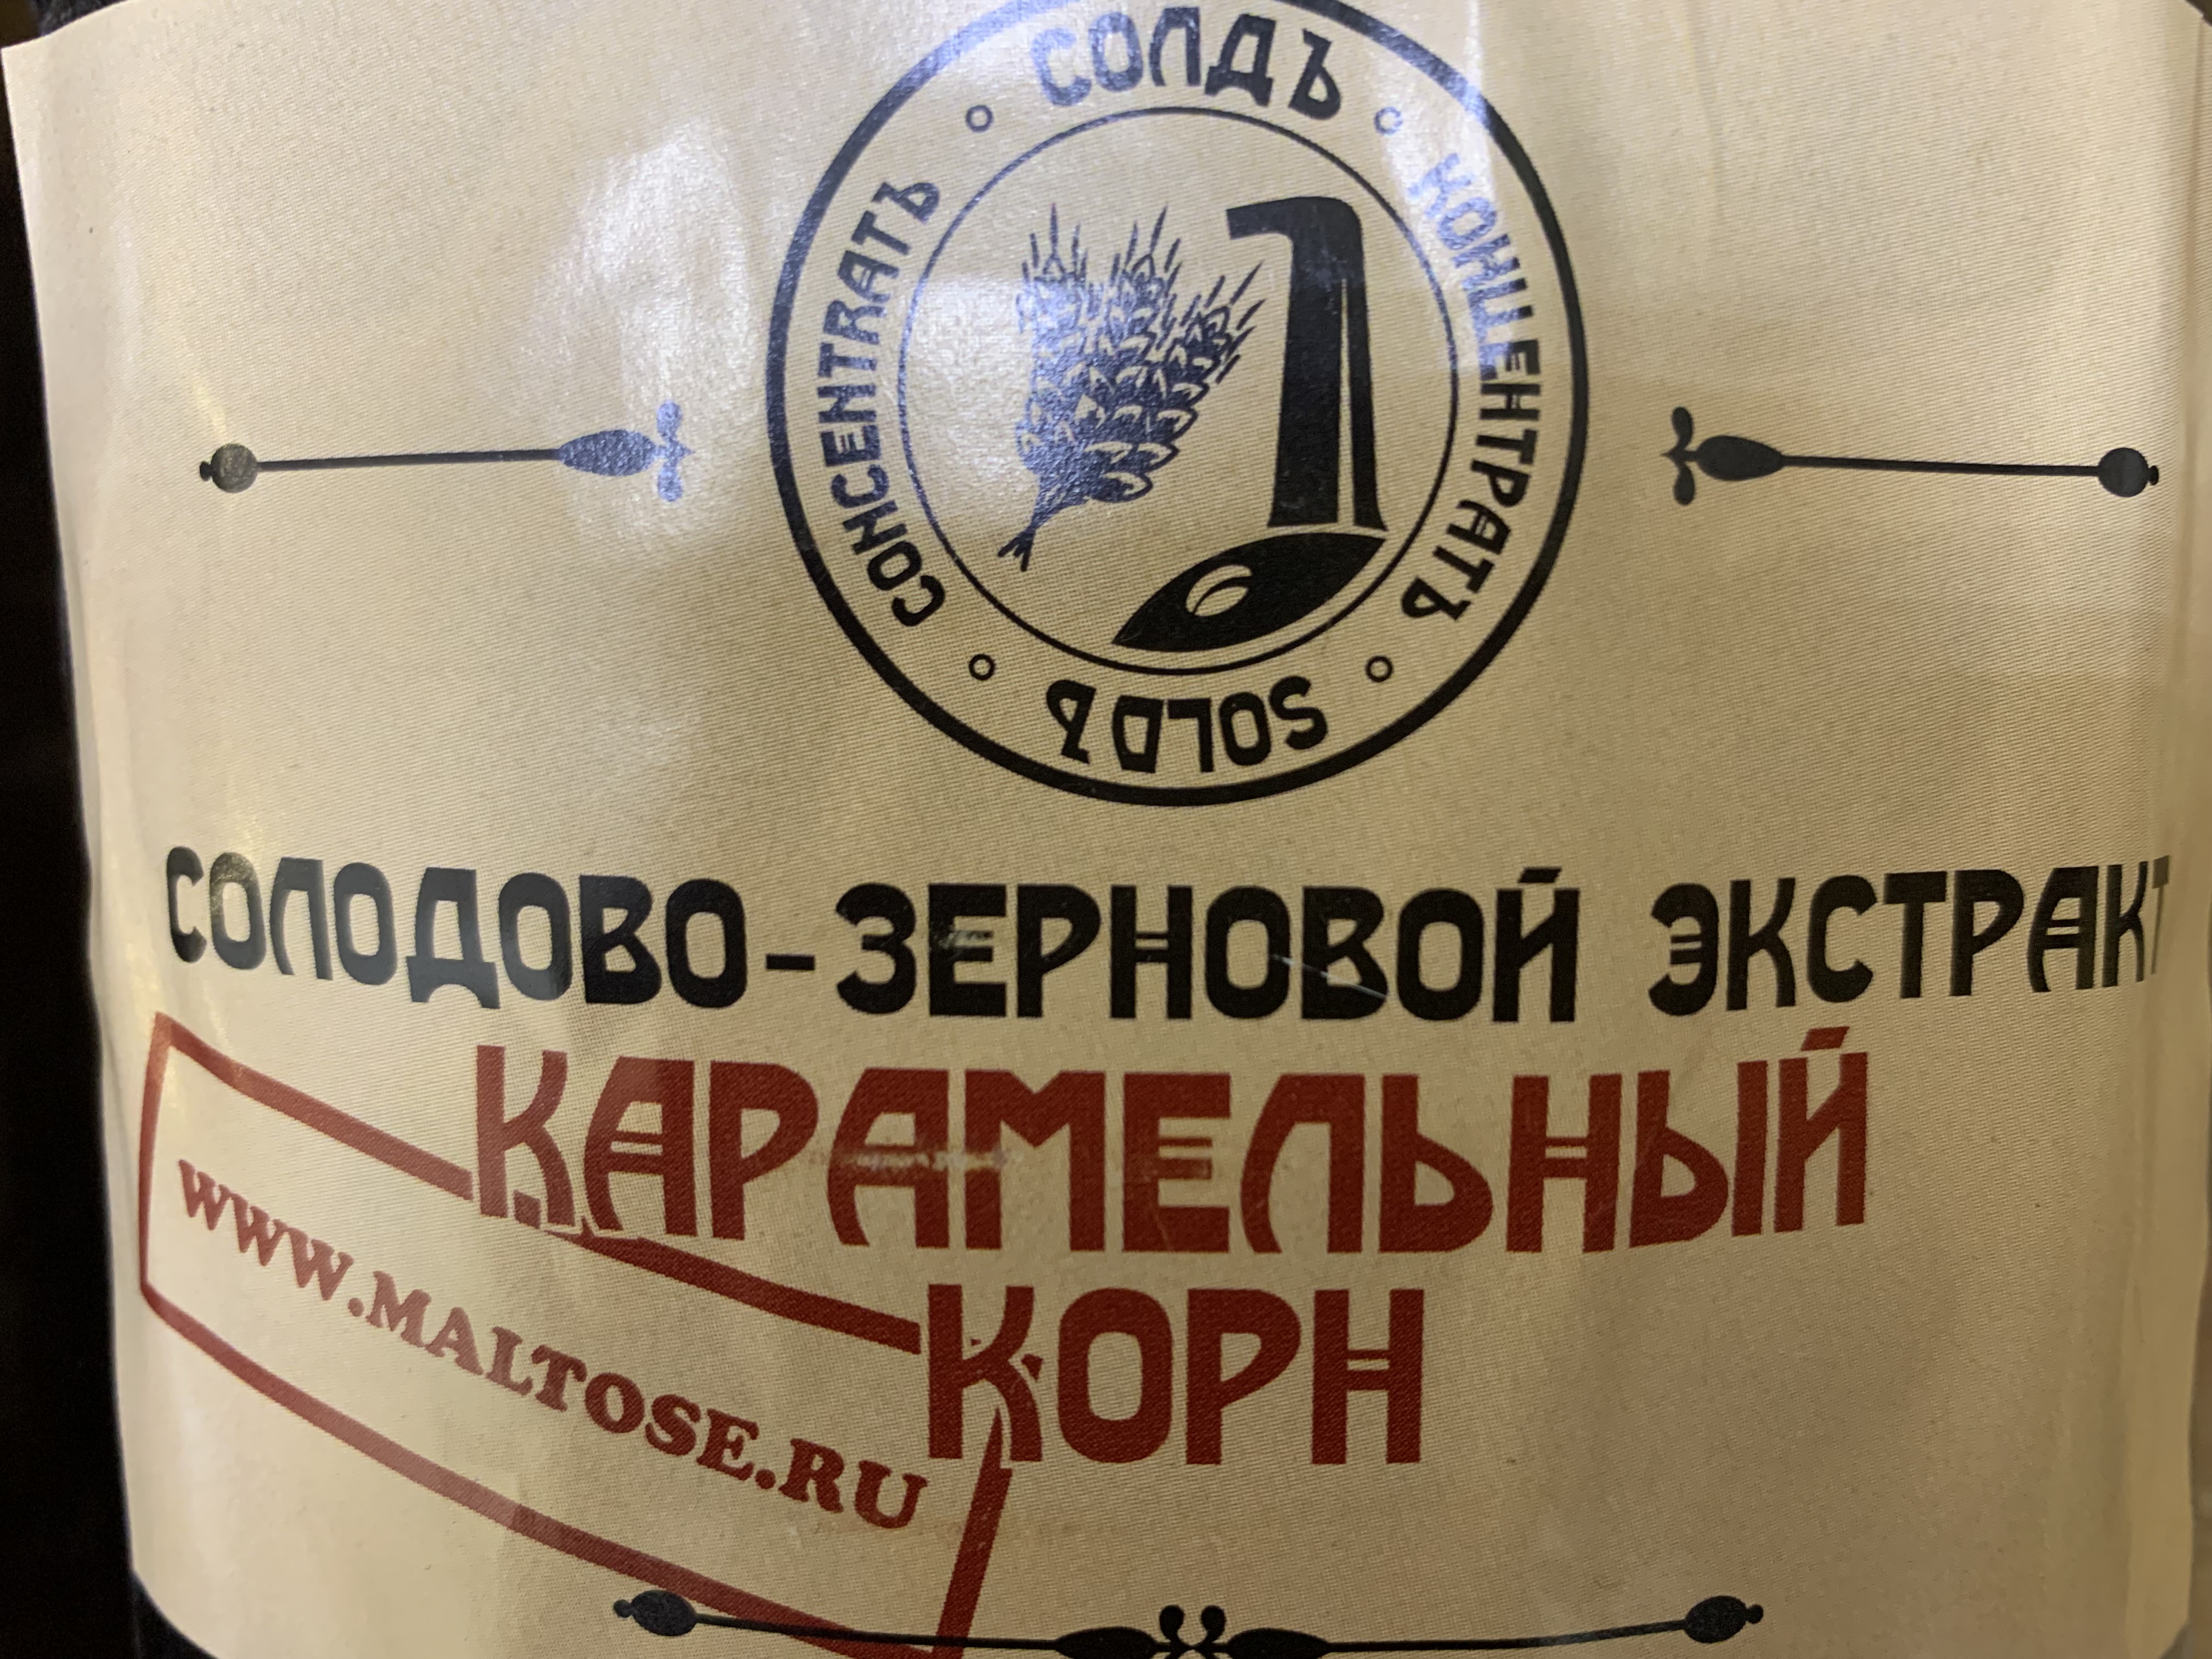 СОЛДЪ
КОНЦЕНТРАТЪ
SOLDЪ
CONCENTRATЪ
СОЛОДОВО-ЗЕРНОВОЙ ЭКСТРАКТ
КАРАМЕЛЬНЫЙ
КОРН
WWW.MALTOSE.RU